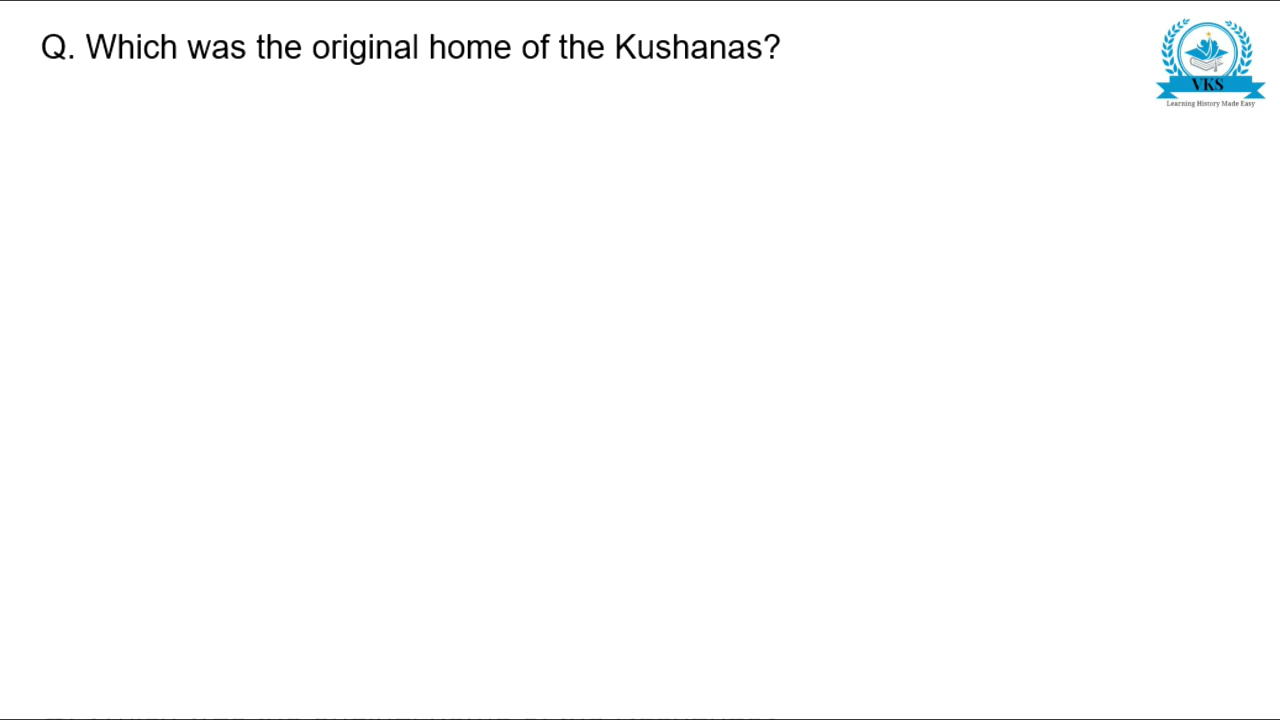 Q. Which was the original home of the Kushanas?
VKS
Learning History Made Easy